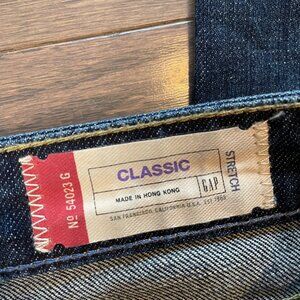 Nº 54023 G
CLASSIC
MADE IN HONG KONG
GAP
STRETCH
SAN FRANCISCO, CALIFORNIA U.S.A. EST 1969